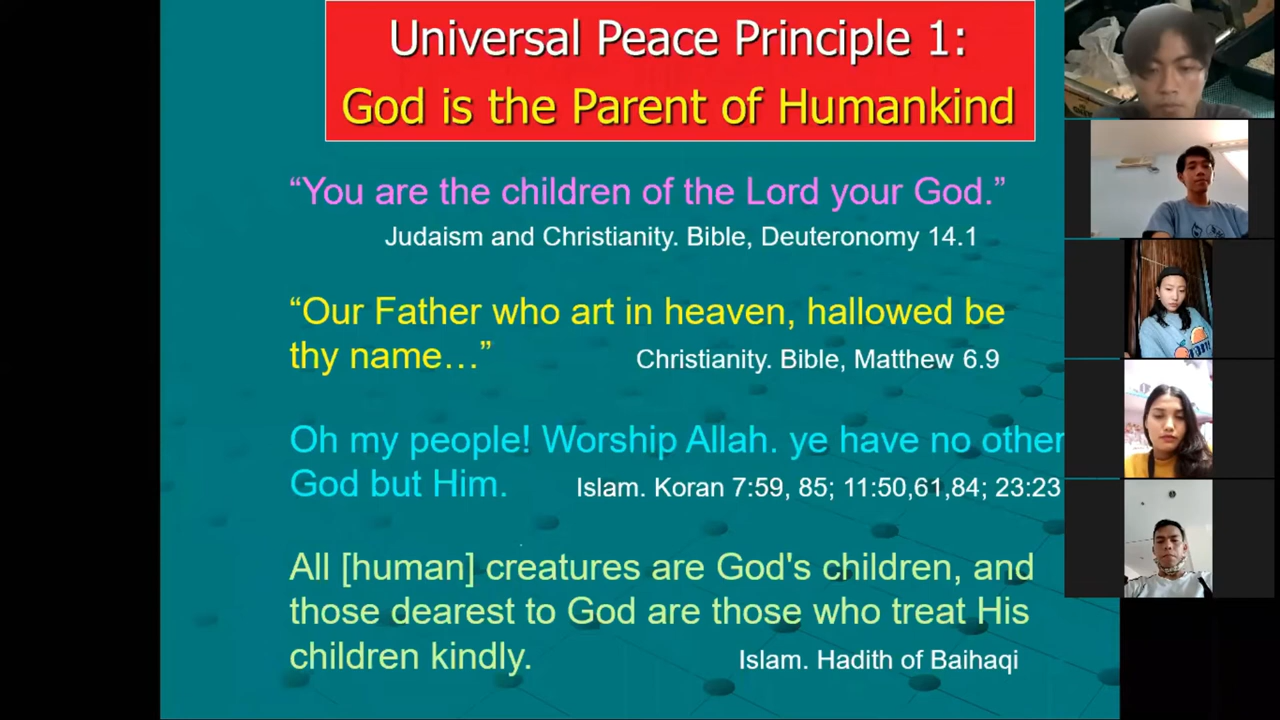 Universal Peace Principle 1:
God is the Parent of Humankind
“You are the children of the Lord your God.”
Judaism and Christianity. Bible, Deuteronomy 14.1
“Our Father who art in heaven, hallowed be
thy name…” Christianity. Bible, Matthew 6.9
Oh my people! Worship Allah. ye have no other
God but Him. Islam. Koran 7:59, 85; 11:50,61,84; 23:23
All [human] creatures are God's children, and
those dearest to God are those who treat His
children kindly. Islam. Hadith of Baihaqi